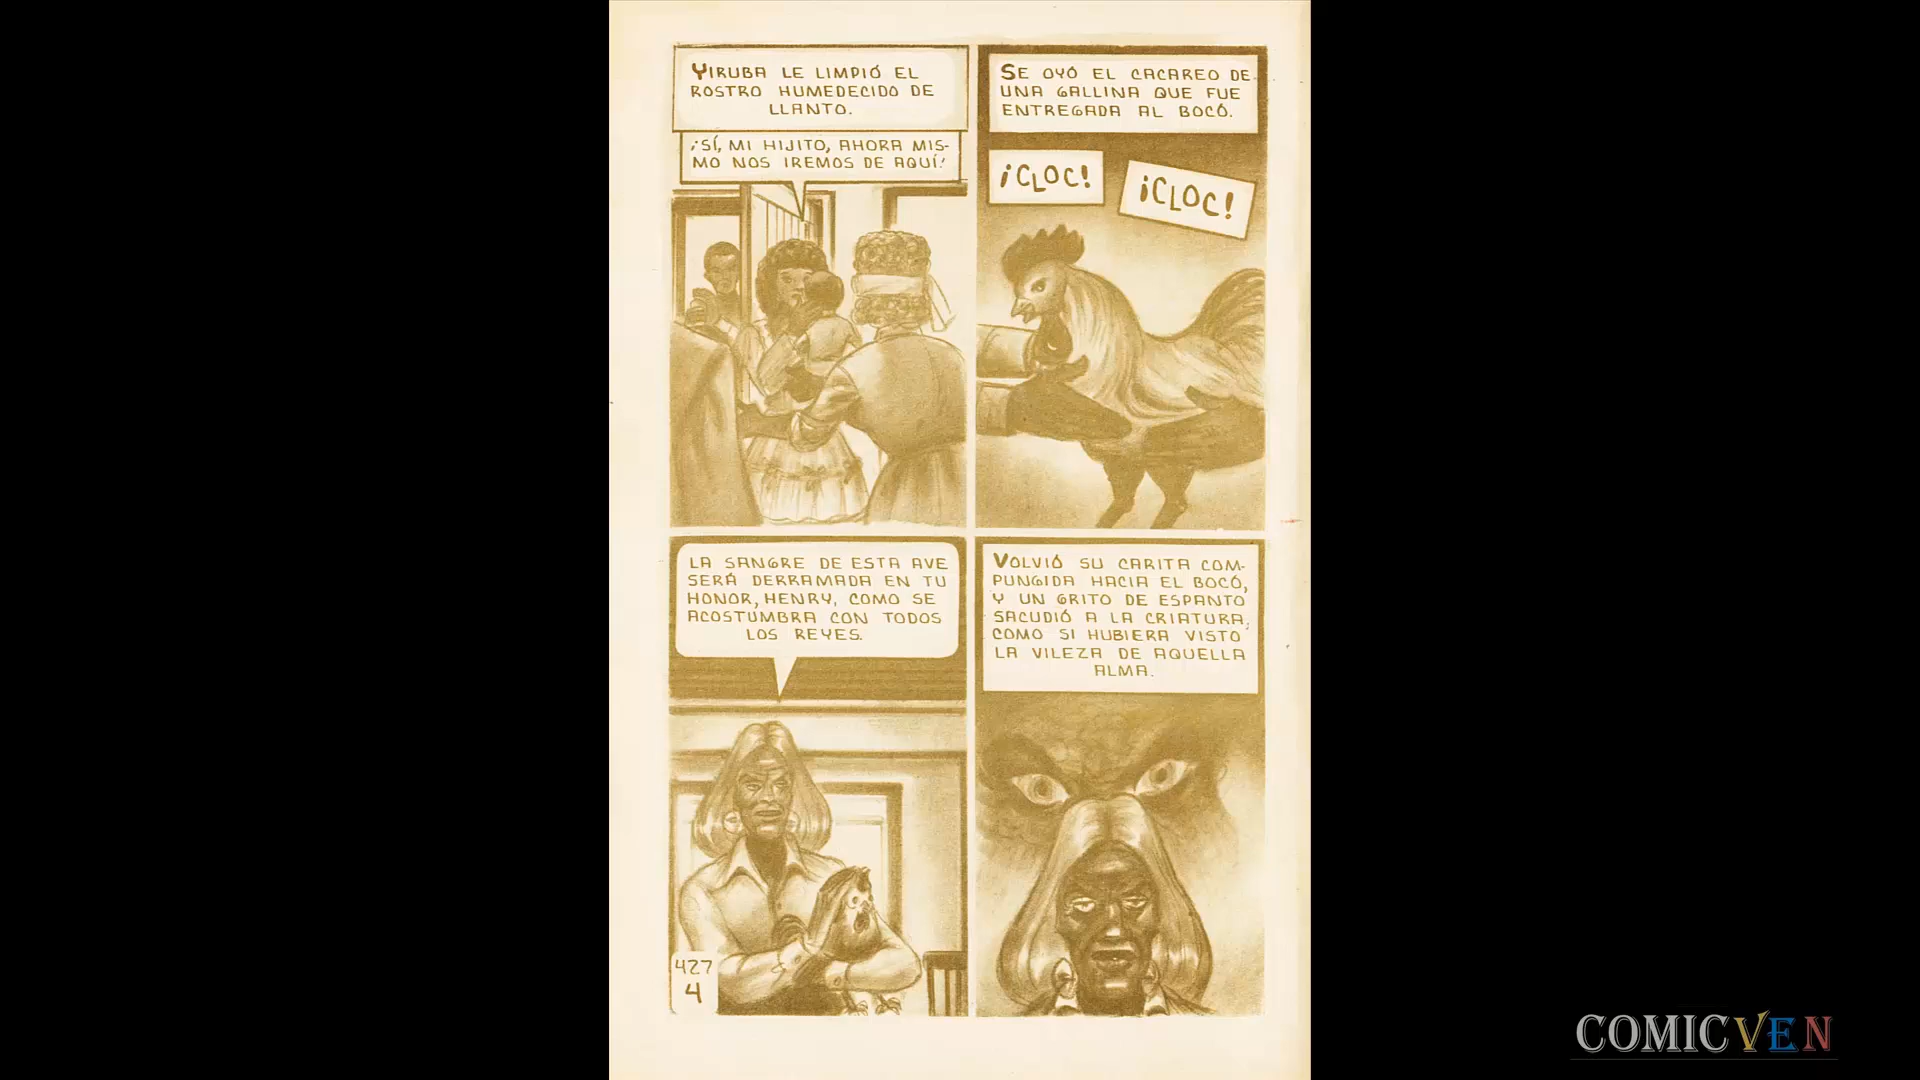 YIRUBA LE LIMPIÓ EL
ROSTRO HUMEDECIDO DE
LLANTO.
¡SÍ, MI HIJITO, AHORA MIS-
MO NOS IREMOS DE AQUÍ!
SE OYÓ EL CACAREO DE
UNA GALLINA QUE FUE
ENTREGADA AL BOCÓ.
¡CLOC!
¡CLOC!
LA SANGRE DE ESTA AVE
SERÁ DERRAMADA EN TU
HONOR, HENRY, COMO SE
ACOSTUMBRA CON TODOS
LOS REYES.
427
4
VOLVIÓ SU CARITA COM-
PUNGIDA HACIA EL BOCÓ,
Y UN GRITO DE ESPANTO
SACUDIÓ A LA CRIATURA,
COMO SI HUBIERA VISTO
LA VILEZA DE AQUELLA
ALMA.
COMICVEN